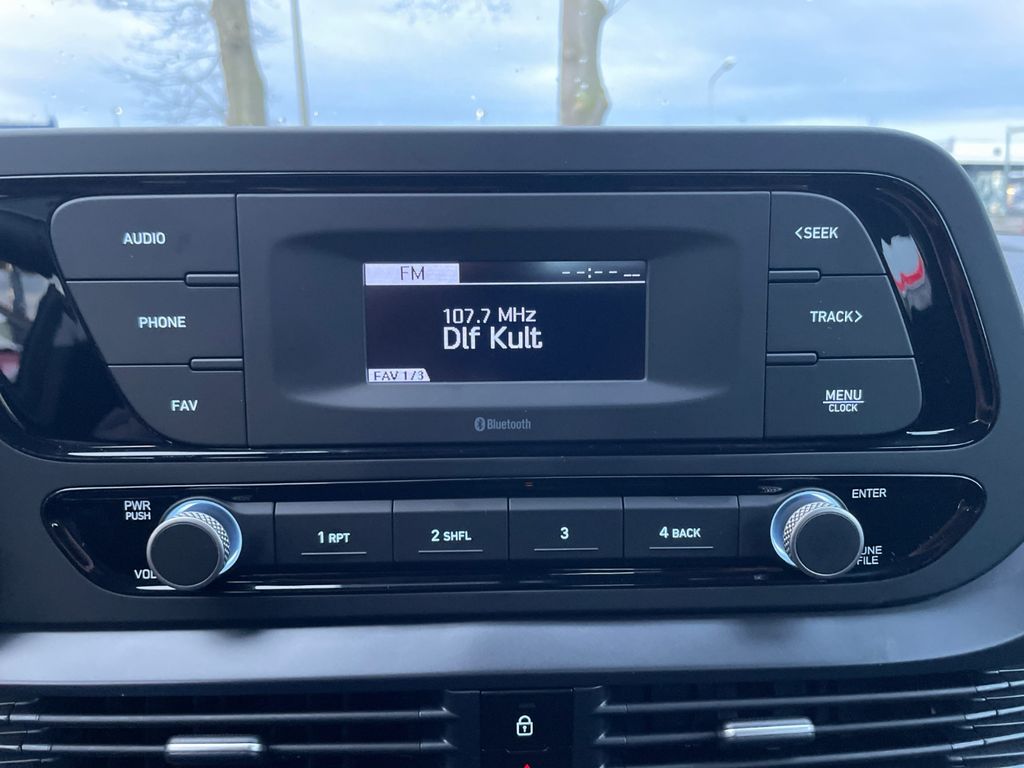 AUDIO
PHONE
FAV
FM --:-- --
107.7 MHz
Dlf Kult
FAV 1/3
Bluetooth
<SEEK
TRACK>
MENU
CLOCK
PWR
PUSH
VOL
1 RPT
2 SHFL
3
4 BACK
ENTER
FILE